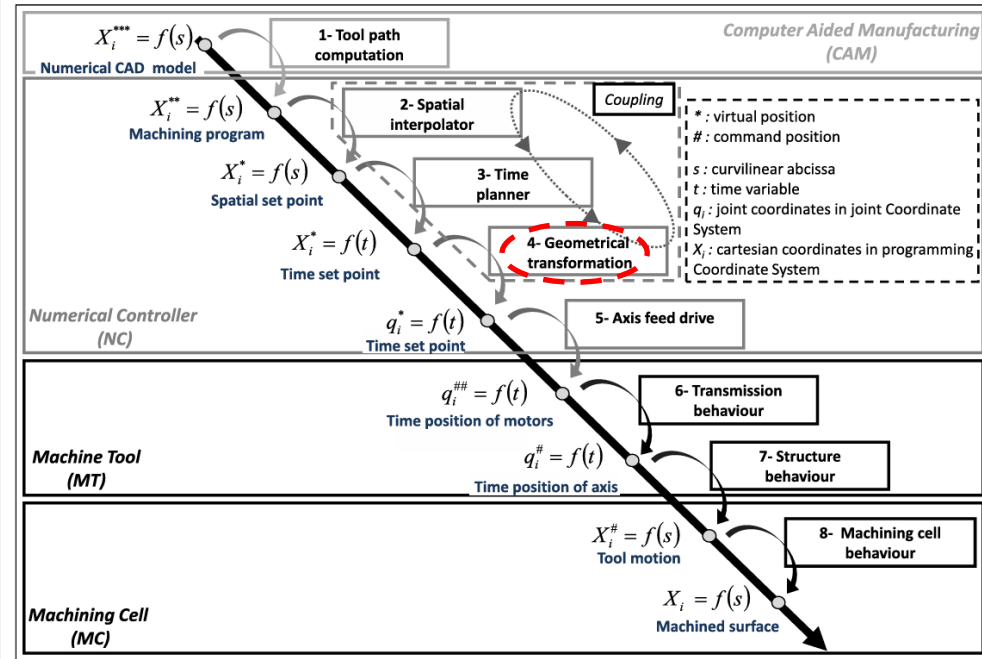 X_i^{***} = f(s)
Numerical CAD model
1- Tool path
computation
Computer Aided Manufacturing
(CAM)
X_i^{**} = f(s)
Machining program
2- Spatial
interpolator
Coupling
* : virtual position
# : command position
s : curvilinear abcissa
t : time variable
q_i : joint coordinates in joint Coordinate
System
X_i : cartesian coordinates in programming
Coordinate System
X_i^* = f(s)
Spatial set point
3- Time
planner
X_i^* = f(t)
Time set point
4- Geometrical
transformation
Numerical Controller
(NC)
q_i^* = f(t)
Time set point
5- Axis feed drive
q_i^{##} = f(t)
Time position of motors
6- Transmission
behaviour
Machine Tool
(MT)
q_i^# = f(t)
Time position of axis
7- Structure
behaviour
X_i^# = f(s)
Tool motion
8- Machining cell
behaviour
Machining Cell
(MC)
X_i = f(s)
Machined surface